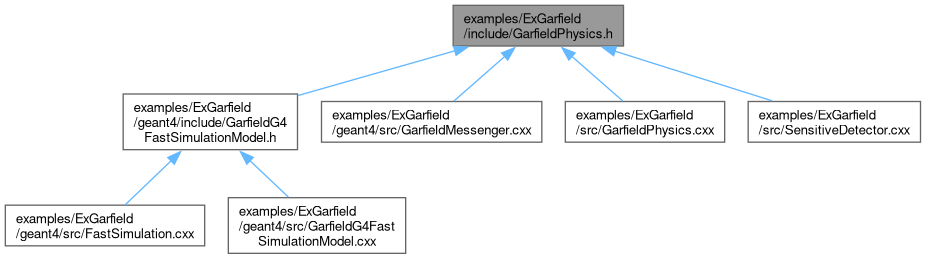 examples/ExGarfield
/include/GarfieldPhysics.h
examples/ExGarfield
/geant4/include/GarfieldG4
FastSimulationModel.h
examples/ExGarfield
/geant4/src/GarfieldMessenger.cxx
examples/ExGarfield
/src/GarfieldPhysics.cxx
examples/ExGarfield
/src/SensitiveDetector.cxx
examples/ExGarfield
/geant4/src/FastSimulation.cxx
examples/ExGarfield
/geant4/src/GarfieldG4Fast
SimulationModel.cxx